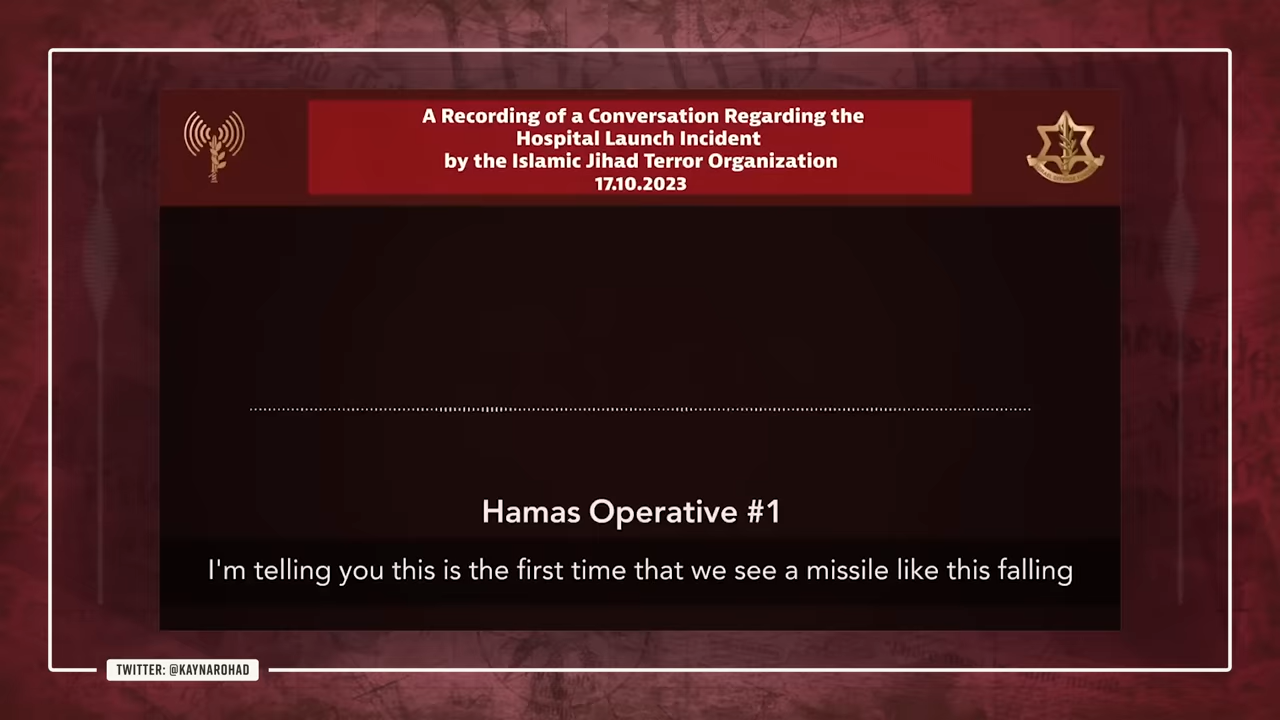 A Recording of a Conversation Regarding the
Hospital Launch Incident
by the Islamic Jihad Terror Organization
17.10.2023
Hamas Operative #1
I'm telling you this is the first time that we see a missile like this falling
TWITTER: @KAYNAROHAD